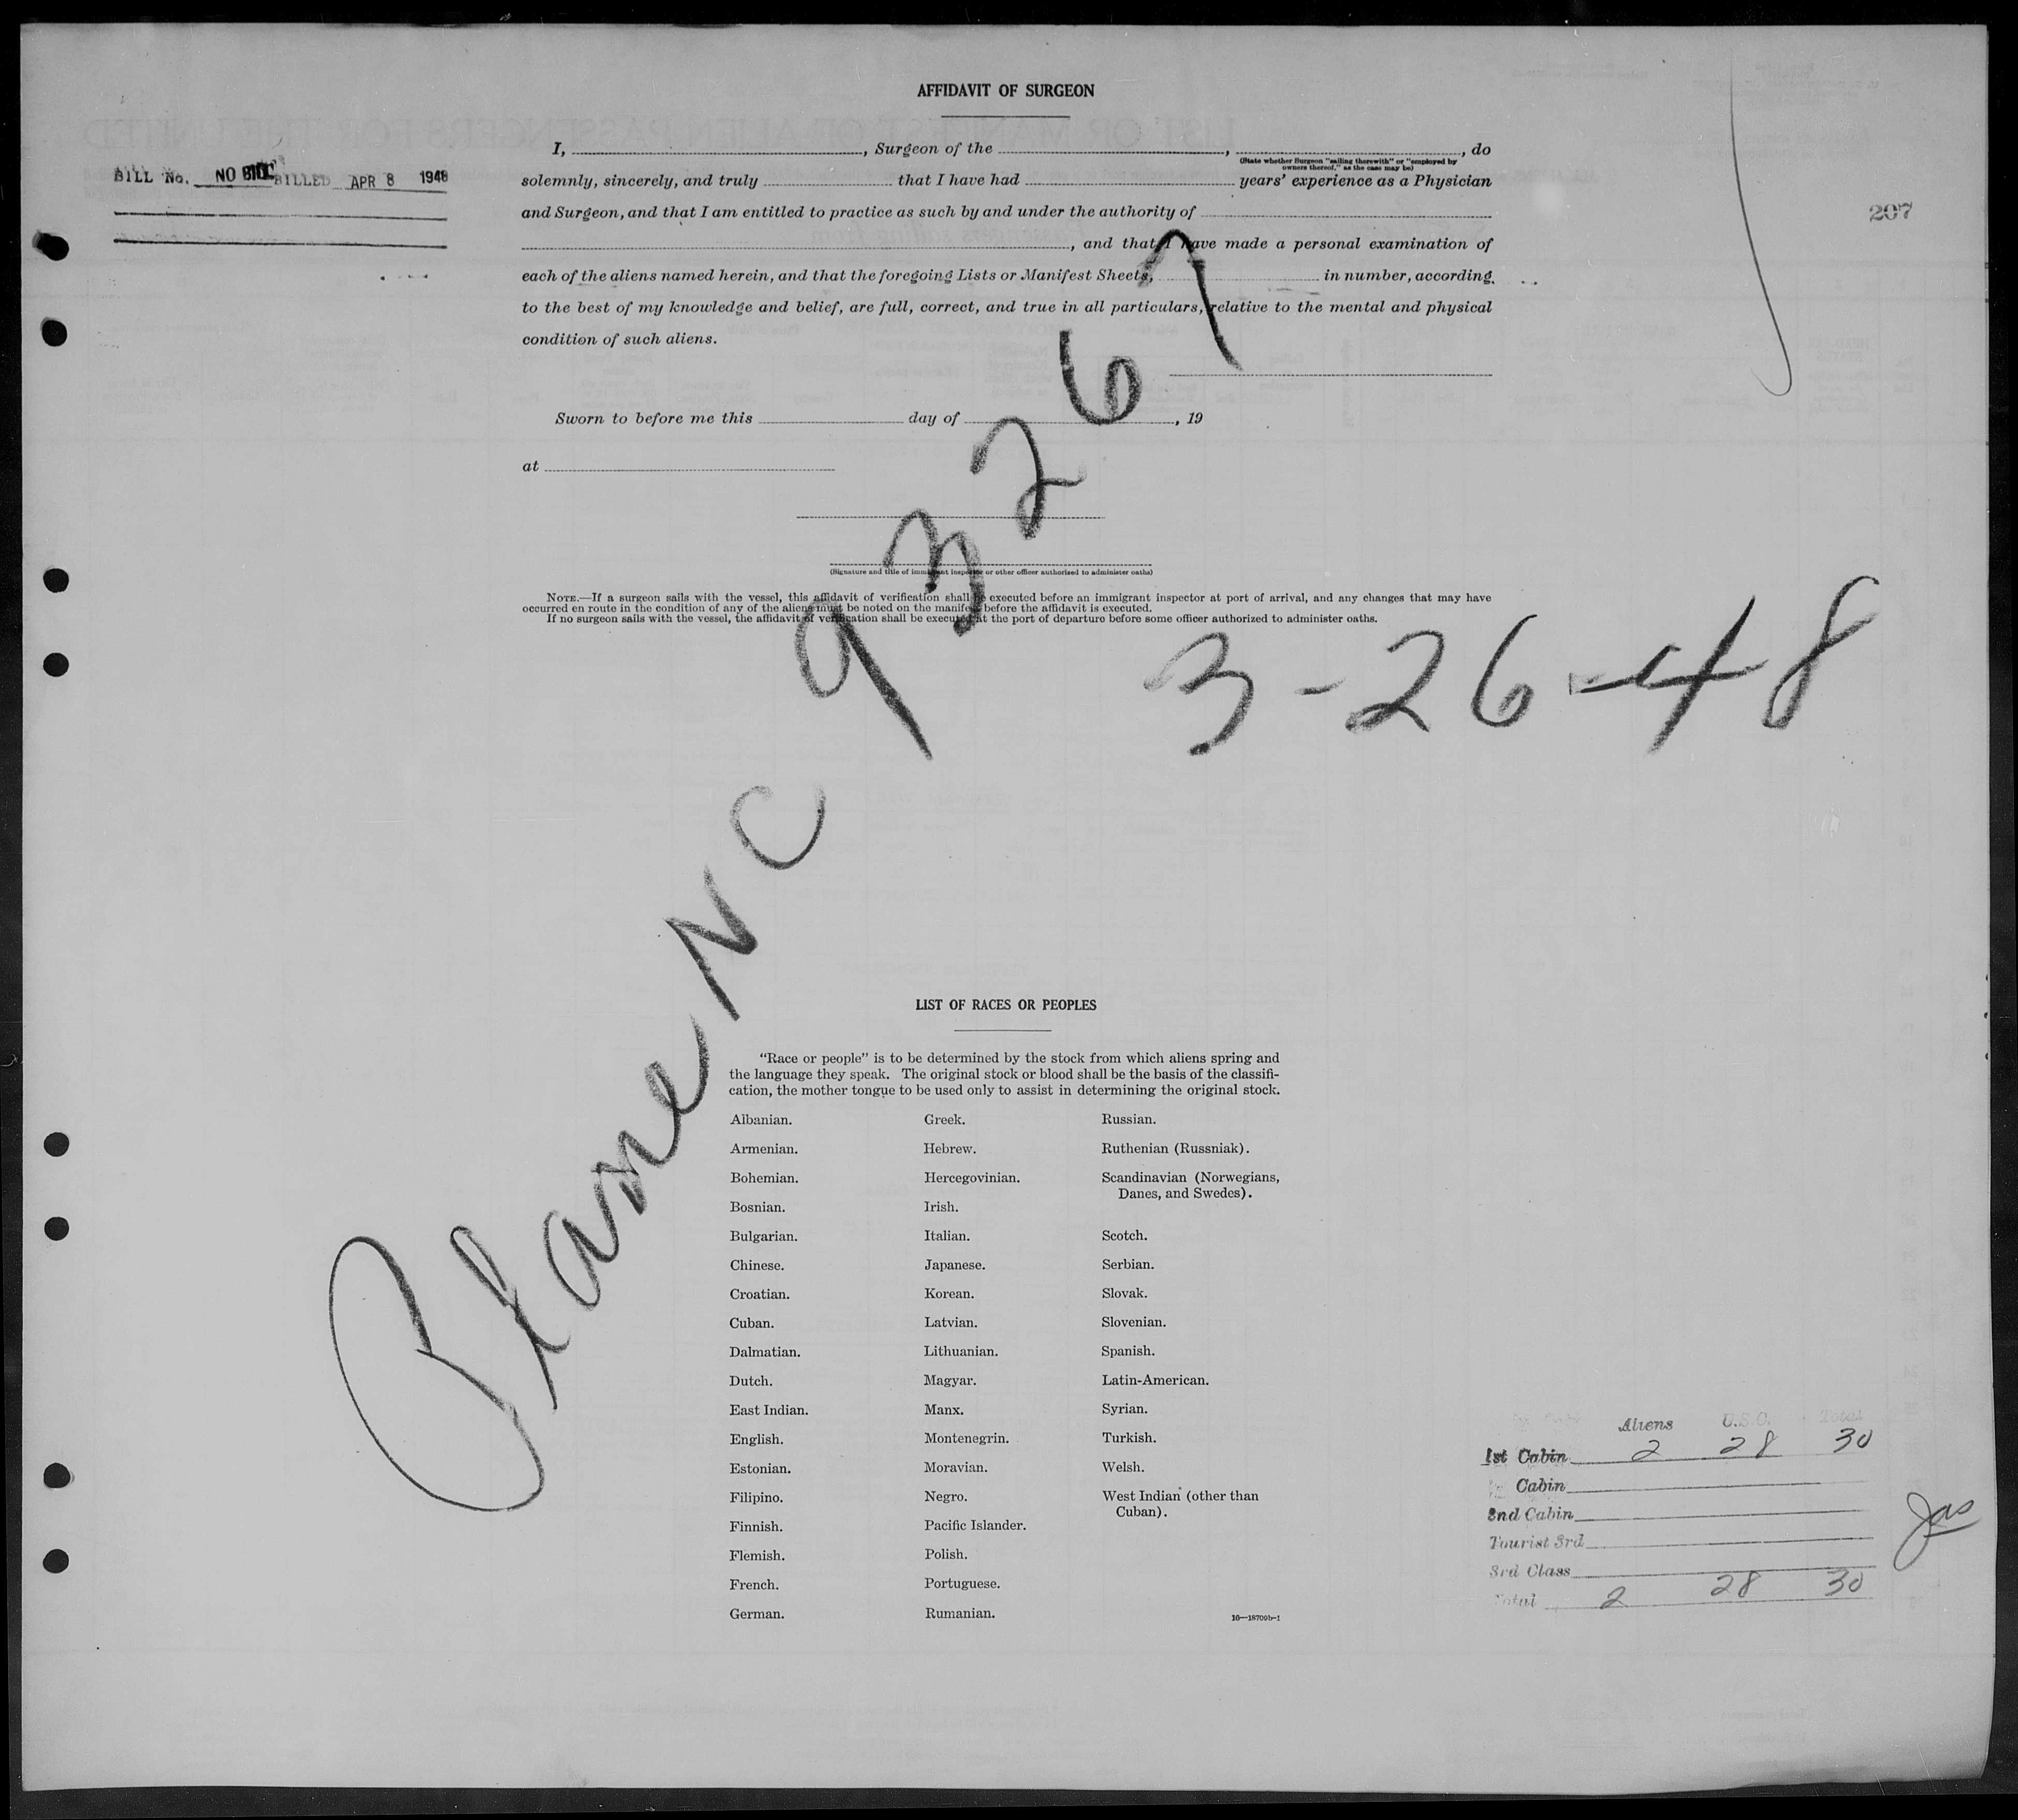 AFFIDAVIT OF SURGEON
BILL No. NO BILL BILLED APR 8 1948
207
I, , Surgeon of the , , do
(State whether Surgeon "sailing therewith" or "employed by
owners thereof," as the case may be)
solemnly, sincerely, and truly that I have had years' experience as a Physician
and Surgeon, and that I am entitled to practice as such by and under the authority of
, and that I have made a personal examination of
each of the aliens named herein, and that the foregoing Lists or Manifest Sheets, in number, according
to the best of my knowledge and belief, are full, correct, and true in all particulars, relative to the mental and physical
condition of such aliens.
Sworn to before me this day of , 19
at
(Signature and title of immigrant inspector or other officer authorized to administer oaths)
NOTE.—If a surgeon sails with the vessel, this affidavit of verification shall be executed before an immigrant inspector at port of arrival, and any changes that may have
occurred en route in the condition of any of the aliens must be noted on the manifest before the affidavit is executed.
If no surgeon sails with the vessel, the affidavit of verification shall be executed at the port of departure before some officer authorized to administer oaths.
Plane NC 93267
3-26-48
LIST OF RACES OR PEOPLES
"Race or people" is to be determined by the stock from which aliens spring and
the language they speak. The original stock or blood shall be the basis of the classifi-
cation, the mother tongue to be used only to assist in determining the original stock.
Albanian.
Armenian.
Bohemian.
Bosnian.
Bulgarian.
Chinese.
Croatian.
Cuban.
Dalmatian.
Dutch.
East Indian.
English.
Estonian.
Filipino.
Finnish.
Flemish.
French.
German.
Greek.
Hebrew.
Hercegovinian.
Irish.
Italian.
Japanese.
Korean.
Latvian.
Lithuanian.
Magyar.
Manx.
Montenegrin.
Moravian.
Negro.
Pacific Islander.
Polish.
Portuguese.
Rumanian.
Russian.
Ruthenian (Russniak).
Scandinavian (Norwegians,
Danes, and Swedes).
Scotch.
Serbian.
Slovak.
Slovenian.
Spanish.
Latin-American.
Syrian.
Turkish.
Welsh.
West Indian (other than
Cuban).
16—18709b-1
Aliens U.S.C. Total
1st Cabin 2 28 30
Cabin
2nd Cabin
Tourist 3rd
3rd Class
Total 2 28 30